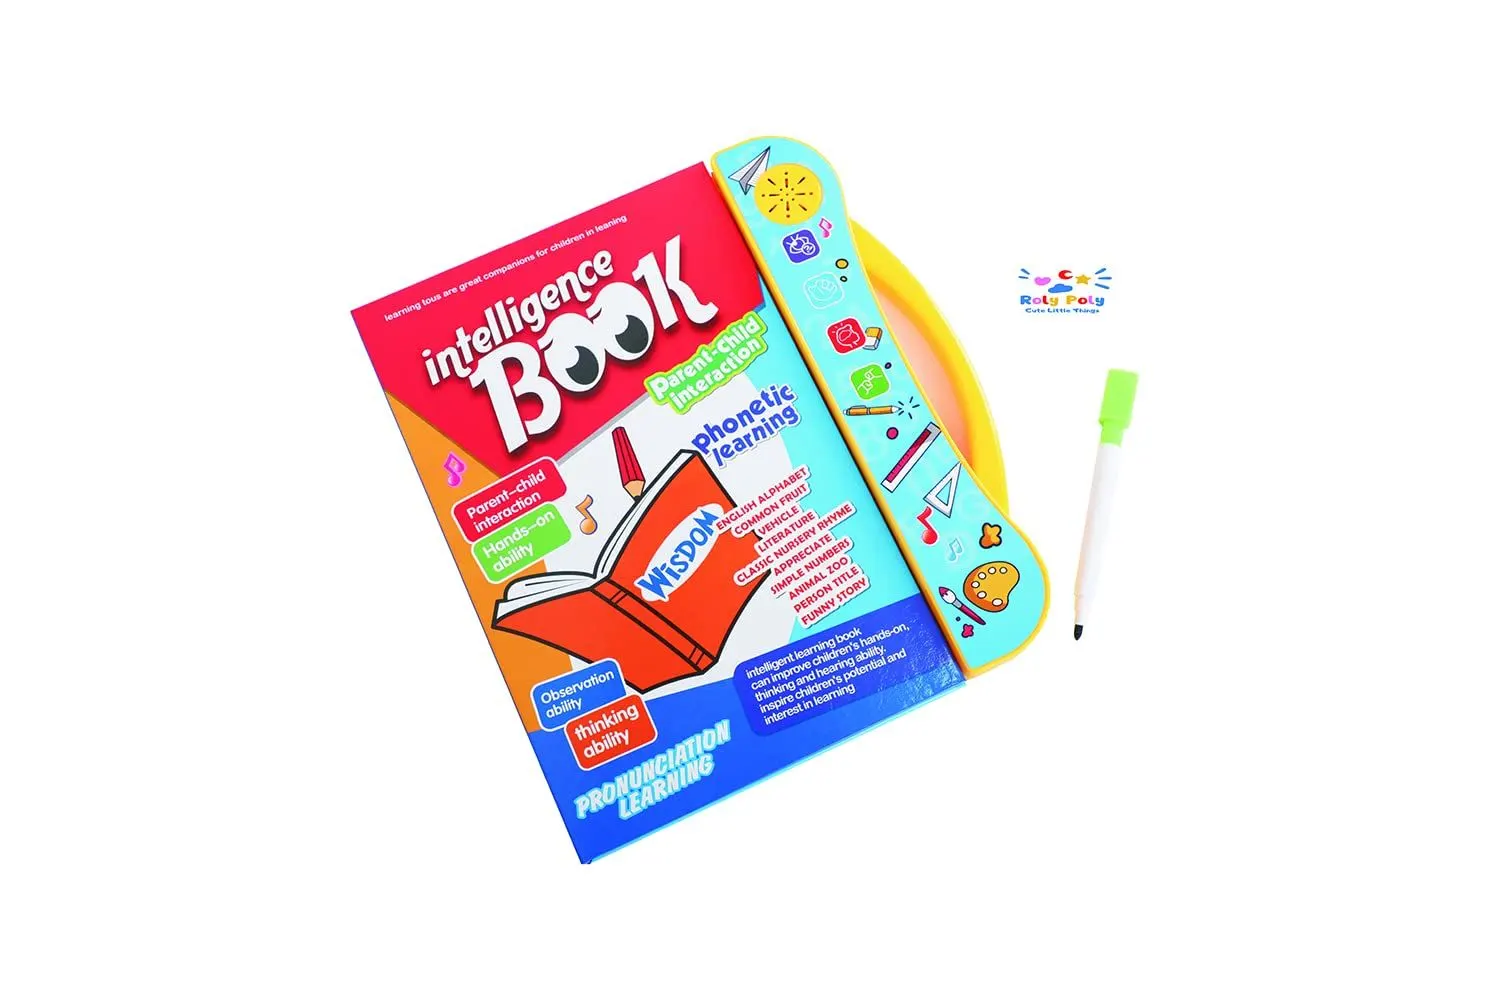 learning tous are great companions for children in leaning
intelligence
BOOK
Parent-Child
interaction
phonetic
learning
Parent-child
interaction
Hands-on
ability
WISDOM
ENGLISH ALPHABET
COMMON FRUIT
VEHICLE
LITERATURE
CLASSIC NURSERY RHYME
APPRECIATE
SIMPLE NUMBERS
ANIMAL ZOO
PERSON TITLE
FUNNY STORY
intelligent learning book
can improve children's hands-on,
thinking and hearing ability.
inspire children's potential and
interest in learning
Observation
ability
thinking
ability
PRONUNCIATION
LEARNING
Roly Poly
Cute Little Things